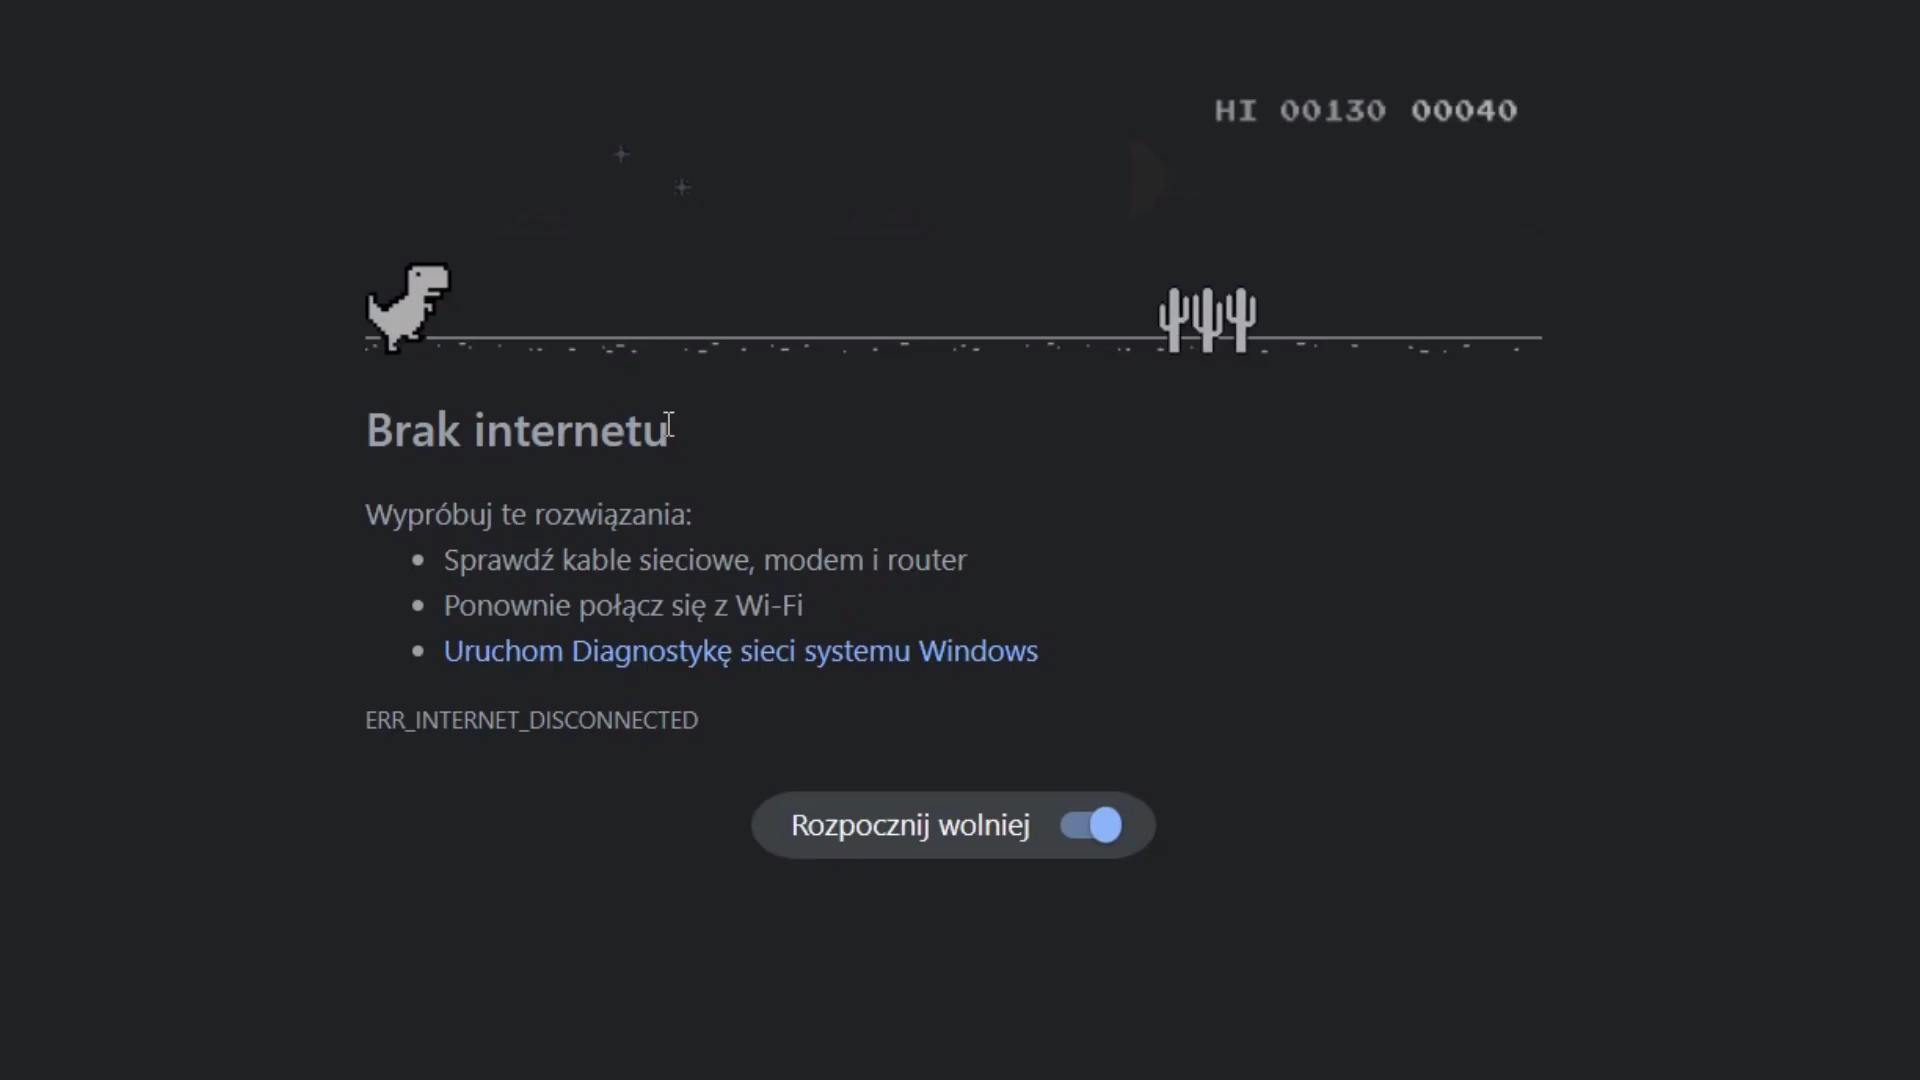 HI 00130 00040
Brak internetu
Wypróbuj te rozwiązania:
Sprawdź kable sieciowe, modem i router
Ponownie połącz się z Wi-Fi
Uruchom Diagnostykę sieci systemu Windows
ERR_INTERNET_DISCONNECTED
Rozpocznij wolniej